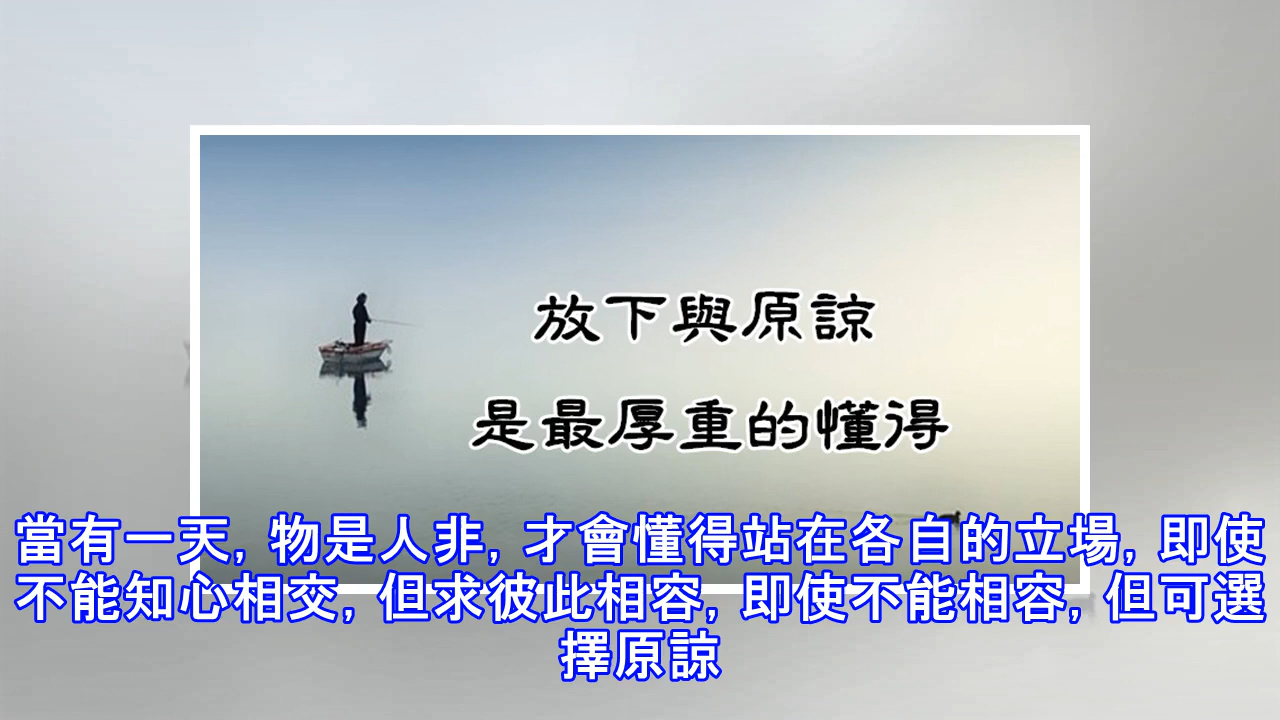 放下與原諒
是最厚重的懂得
當有一天, 物是人非, 才會懂得站在各自的立場, 即使
不能知心相交, 但求彼此相容, 即使不能相容, 但可選
擇原諒